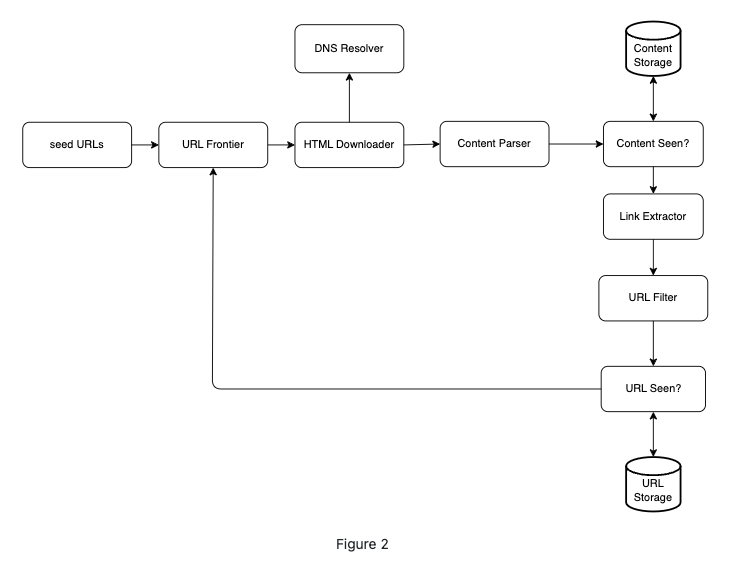 DNS Resolver
Content
Storage
seed URLs
URL Frontier
HTML Downloader
Content Parser
Content Seen?
Link Extractor
URL Filter
URL Seen?
URL
Storage
Figure 2